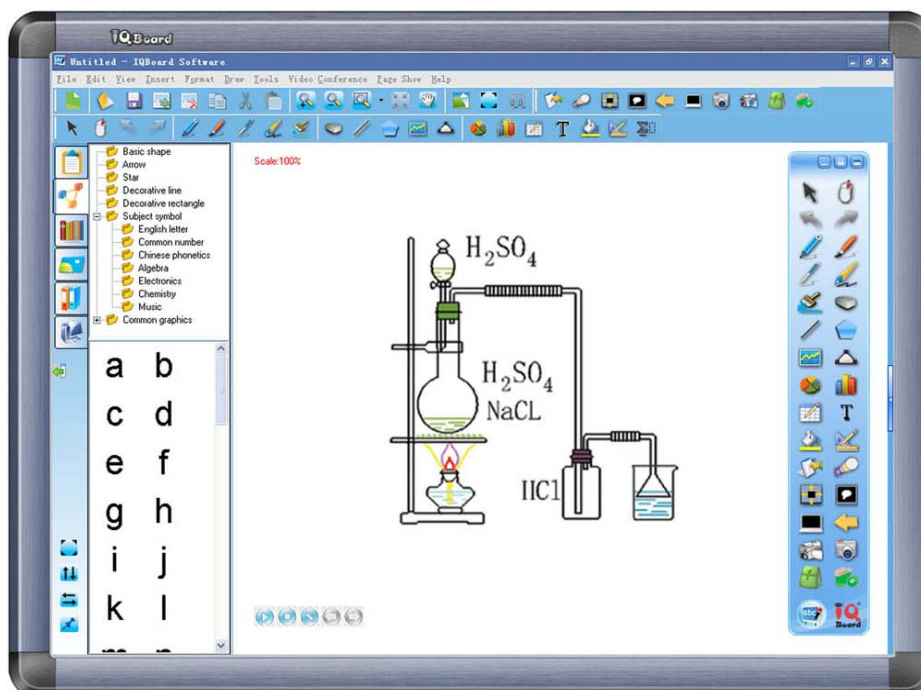 iQBoard
Untitled - IQBoard Software
File Edit View Insert Format Draw Tools Video Conference Page Show Help
Basic shape
Arrow
Star
Decorative line
Decorative rectangle
Subject symbol
English letter
Common number
Chinese phonetics
Algebra
Electronics
Chemistry
Music
Common graphics
a b
c d
e f
g h
i j
k l
m n
Scale:100%
H₂SO₄
H₂SO₄
NaCL
HCl
T
T
abc
iQ
Board